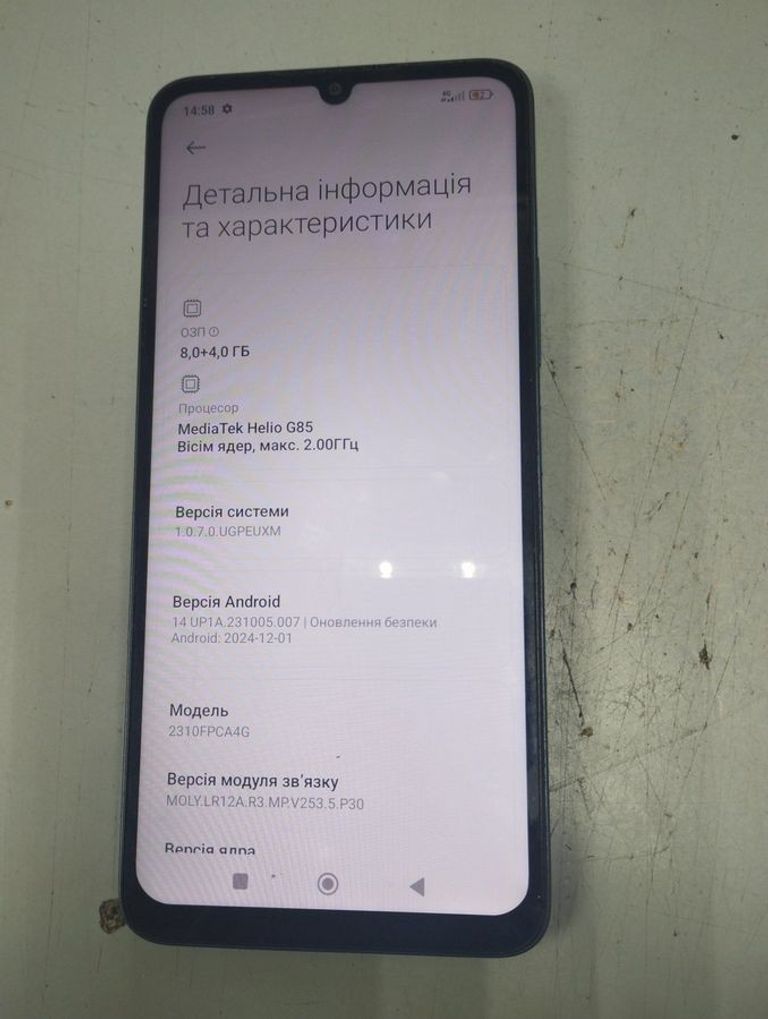 14:58
4G
Детальна інформація
та характеристики
ОЗП
8,0+4,0 ГБ
Процесор
MediaTek Helio G85
Вісім ядер, макс. 2.00ГГц
Версія системи
1.0.7.0.UGPEUXM
Версія Android
14 UP1A.231005.007 | Оновлення безпеки
Android: 2024-12-01
Модель
2310FPCA4G
Версія модуля зв'язку
MOLY.LR12A.R3.MP.V253.5.P30
Версія ядра